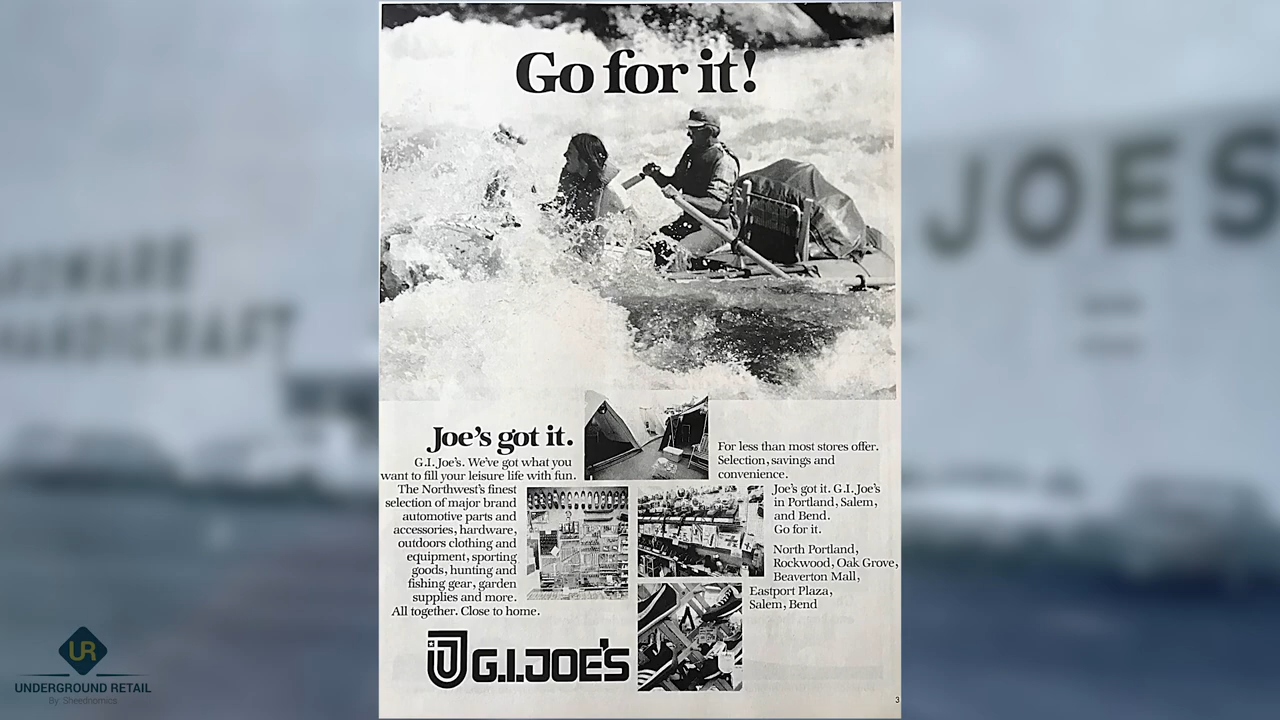 Go for it!
Joe's got it.
G.I. Joe's. We've got what you
want to fill your leisure life with fun.
The Northwest's finest
selection of major brand
automotive parts and
accessories, hardware,
outdoors clothing and
equipment, sporting
goods, hunting and
fishing gear, garden
supplies and more.
All together. Close to home.
G.I.JOE'S
For less than most stores offer.
Selection, savings and
convenience.
Joe's got it. G.I. Joe's
in Portland, Salem,
and Bend.
Go for it.
North Portland,
Rockwood, Oak Grove,
Beaverton Mall,
Eastport Plaza,
Salem, Bend
3
JOE'S
HANDICRAFT
UR
UNDERGROUND RETAIL
By Sheednomics